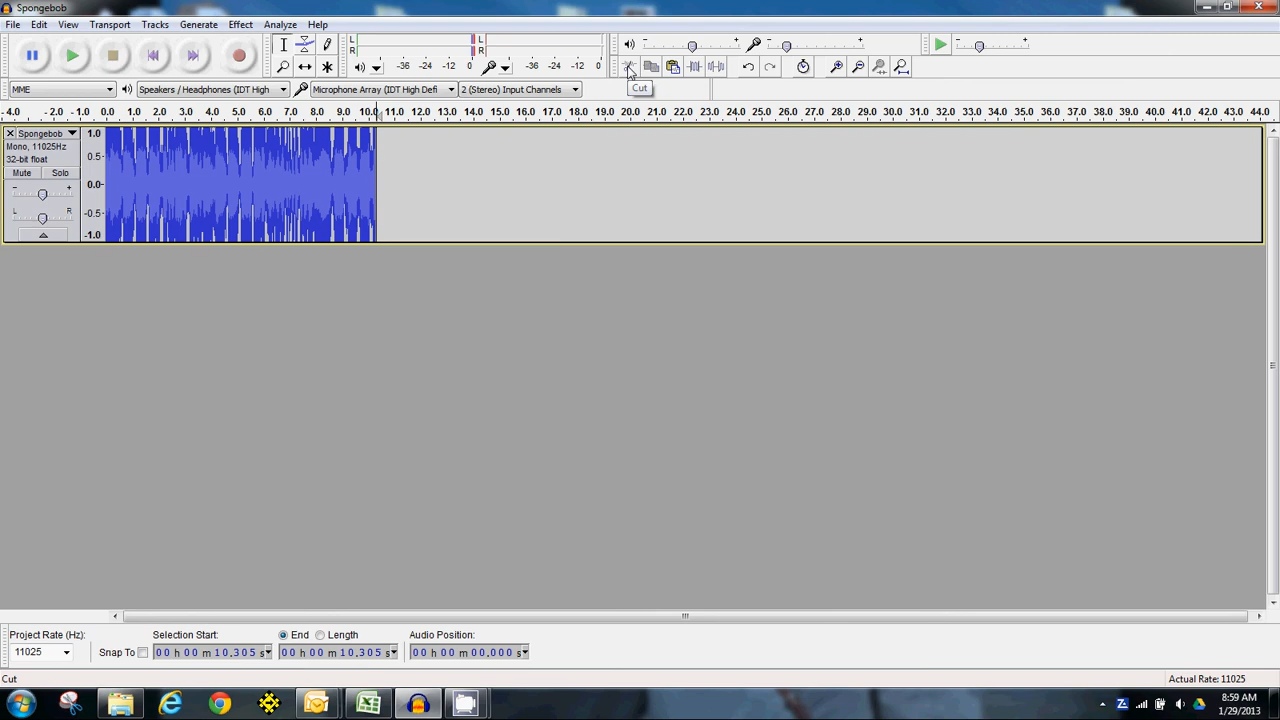 Spongebob
File Edit View Transport Tracks Generate Effect Analyze Help
L R -36 -24 -12 0 L R -36 -24 -12 0
- + - + - +
Cut
MME Speakers / Headphones (IDT High Microphone Array (IDT High Defi 2 (Stereo) Input Channels
-4.0 -2.0 -1.0 0.0 1.0 2.0 3.0 4.0 5.0 6.0 7.0 8.0 9.0 10.0 11.0 12.0 13.0 14.0 15.0 16.0 17.0 18.0 19.0 20.0 21.0 22.0 23.0 24.0 25.0 26.0 27.0 28.0 29.0 30.0 31.0 32.0 33.0 34.0 35.0 36.0 37.0 38.0 39.0 40.0 41.0 42.0 43.0 44.0
Spongebob 1.0
Mono, 11025Hz
32-bit float 0.5
Mute Solo
- + 0.0
L R -0.5
-1.0
Project Rate (Hz): Selection Start: End Length Audio Position:
11025 Snap To 00 h 00 m 10.305 s 00 h 00 m 10.305 s 00 h 00 m 00.000 s
Cut Actual Rate: 11025
8:59 AM
1/29/2013